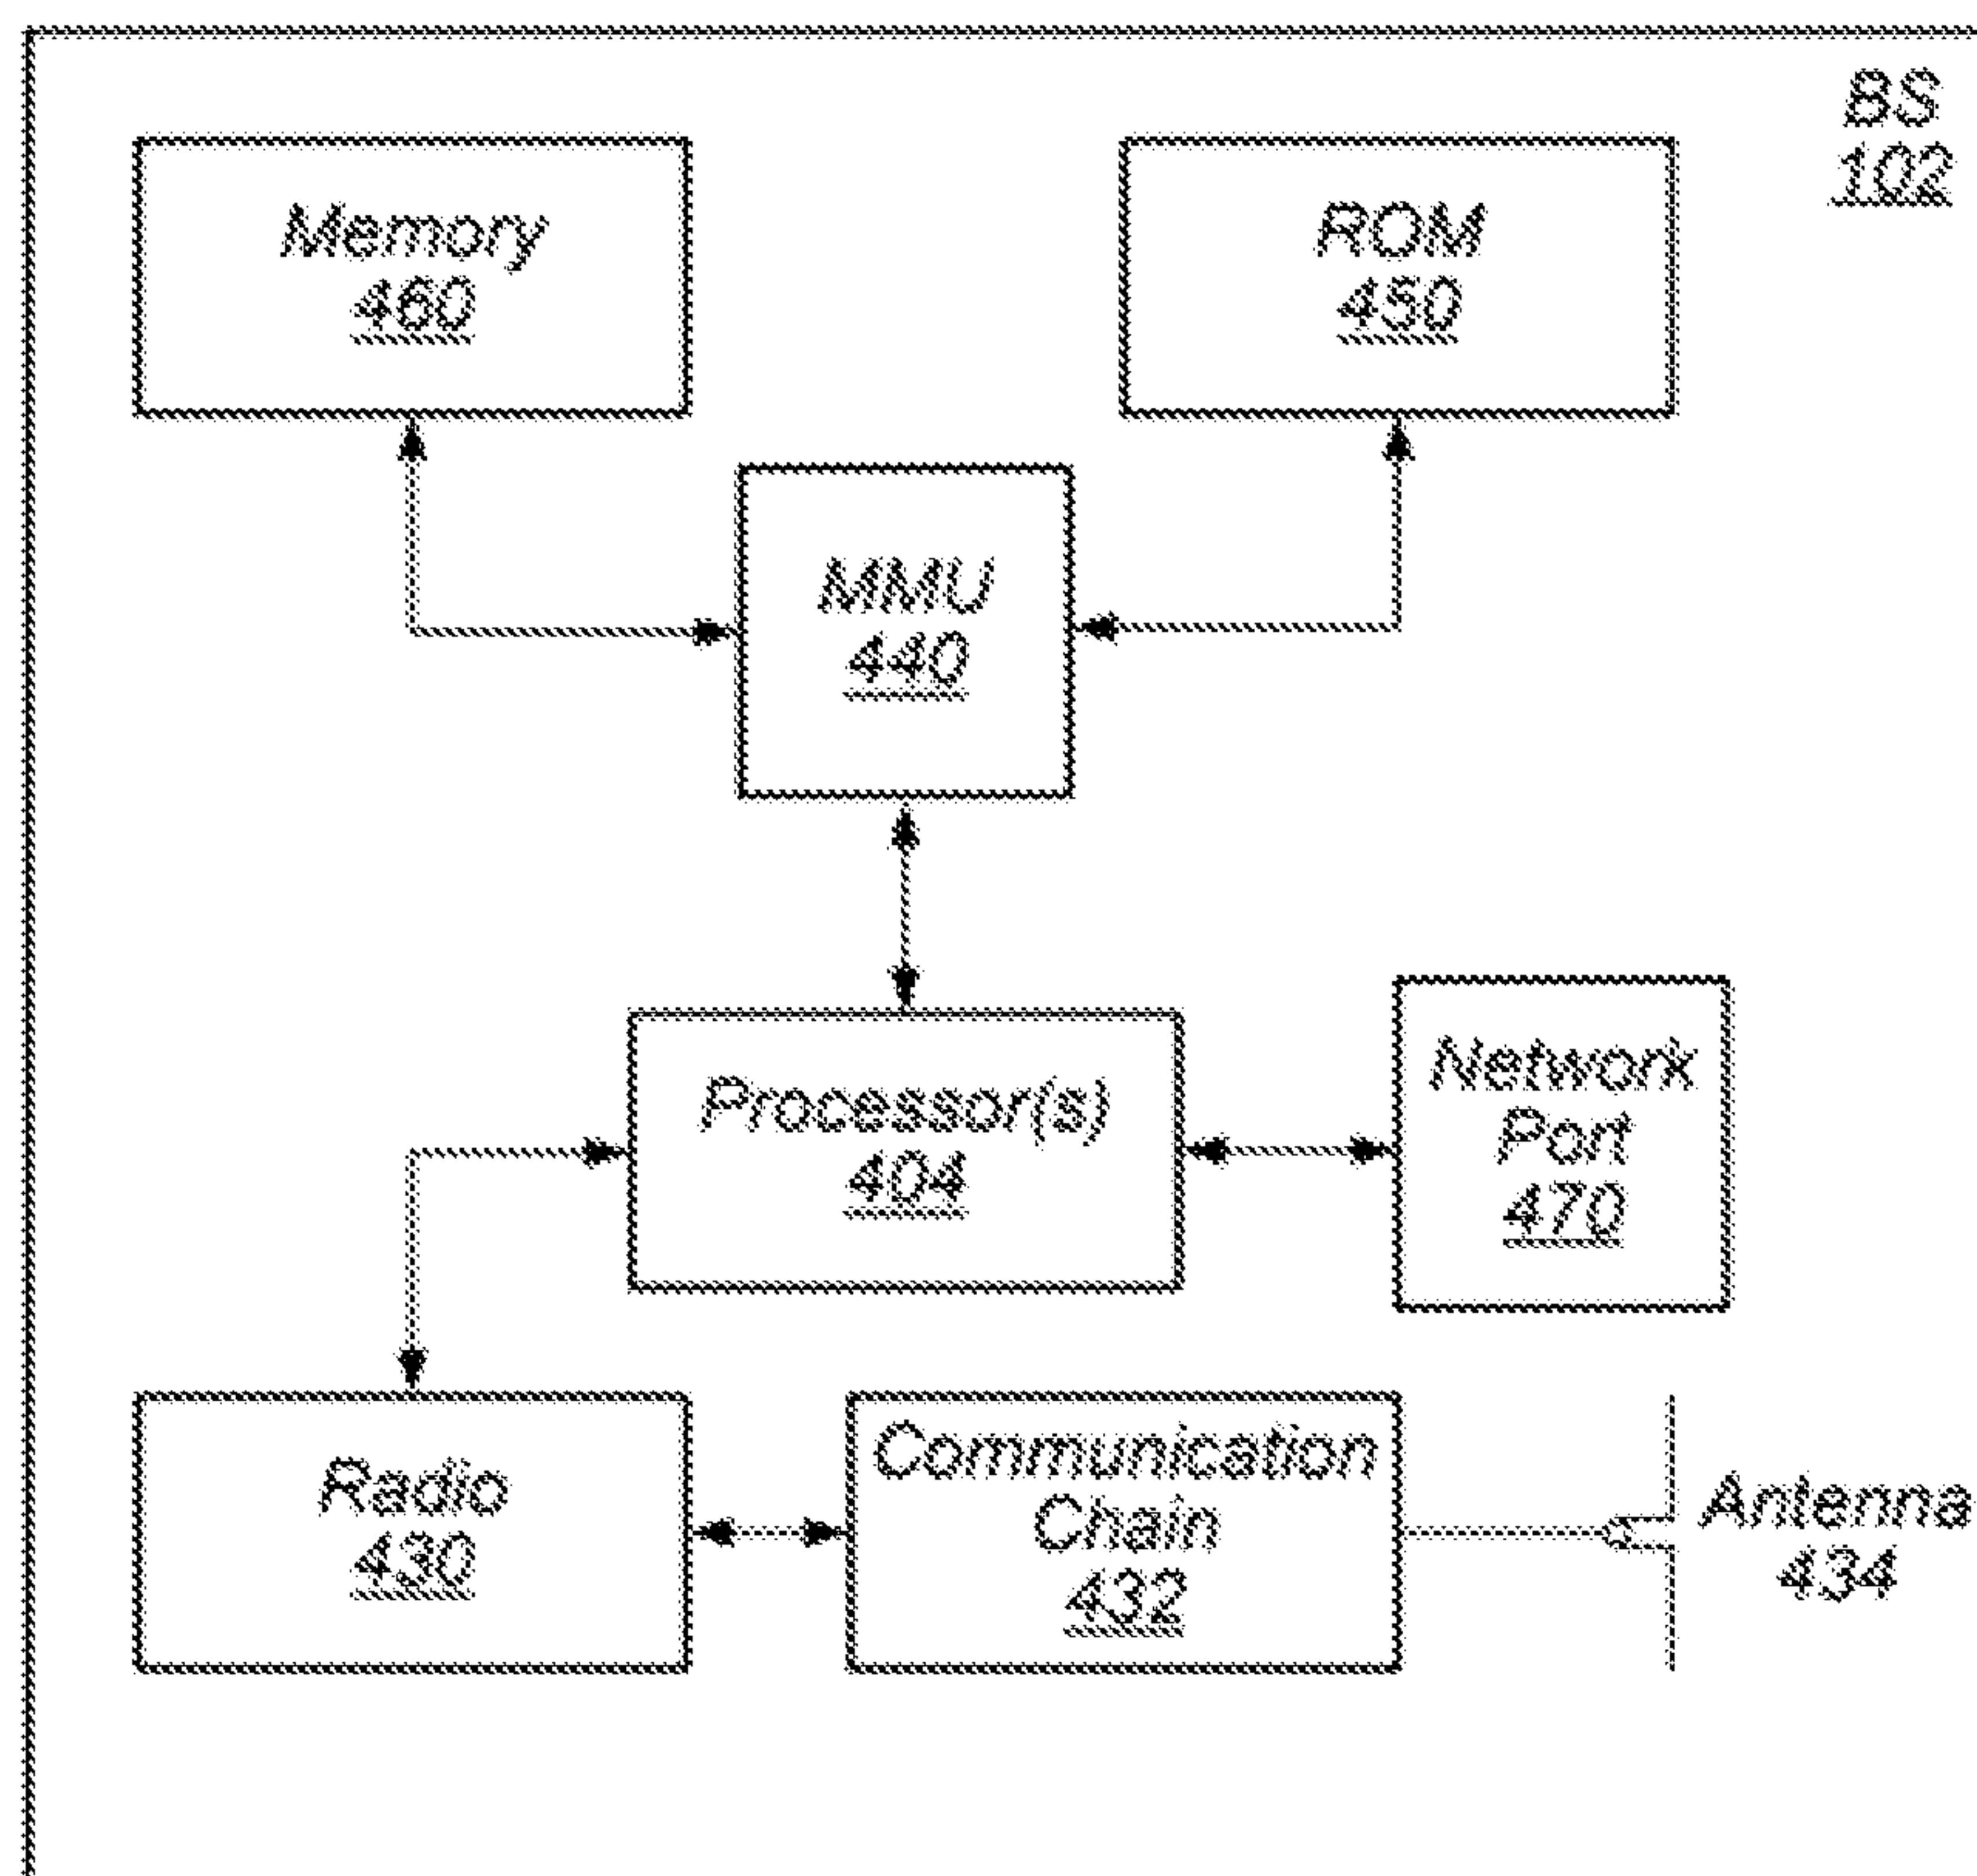 BS
102
Memory
460
ROM
450
MMU
440
Processor(s)
404
Network
Port
470
Radio
430
Communication
Chain
432
Antenna
434